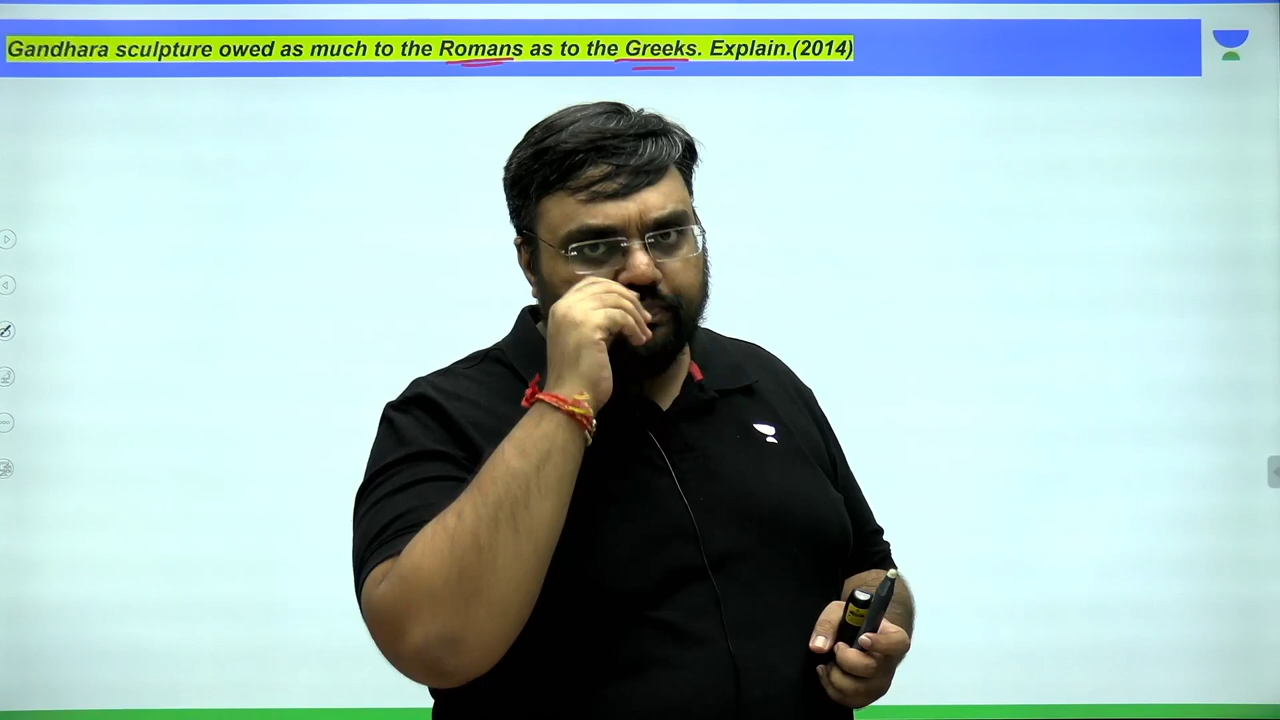 Gandhara sculpture owed as much to the Romans as to the Greeks. Explain.(2014)